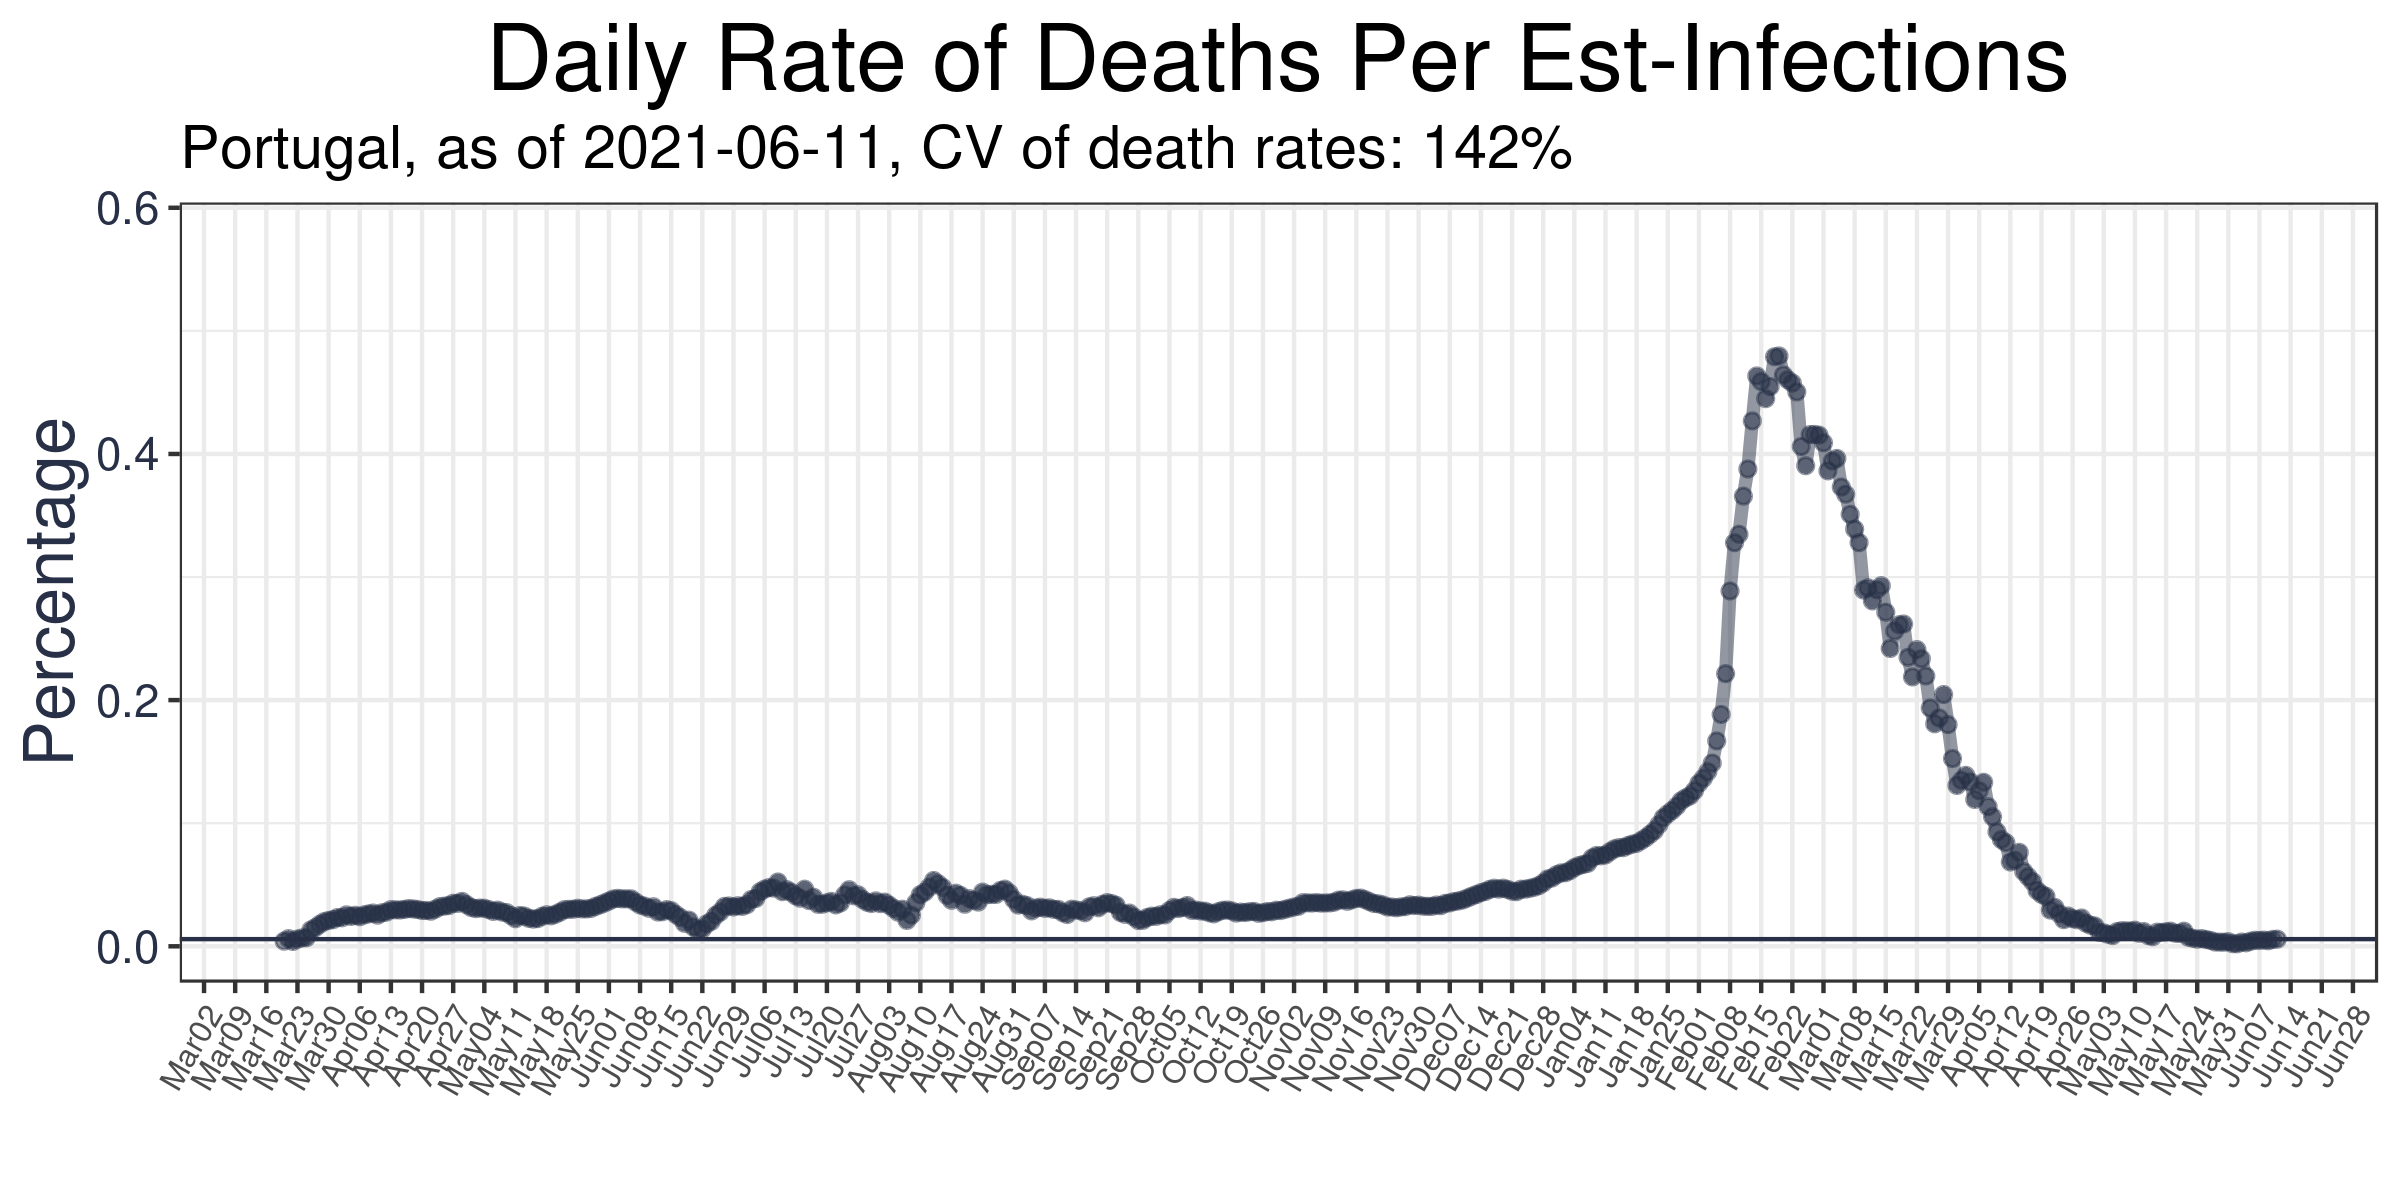 Daily Rate of Deaths Per Est-Infections
Portugal, as of 2021-06-11, CV of death rates: 142%
Percentage
0.6
0.4
0.2
0.0
Mar02
Mar09
Mar16
Mar23
Mar30
Apr06
Apr13
Apr20
Apr27
May04
May11
May18
May25
Jun01
Jun08
Jun15
Jun22
Jun29
Jul06
Jul13
Jul20
Jul27
Aug03
Aug10
Aug17
Aug24
Aug31
Sep07
Sep14
Sep21
Sep28
Oct05
Oct12
Oct19
Oct26
Nov02
Nov09
Nov16
Nov23
Nov30
Dec07
Dec14
Dec21
Dec28
Jan04
Jan11
Jan18
Jan25
Feb01
Feb08
Feb15
Feb22
Mar01
Mar08
Mar15
Mar22
Mar29
Apr05
Apr12
Apr19
Apr26
May03
May10
May17
May24
May31
Jun07
Jun14
Jun21
Jun28